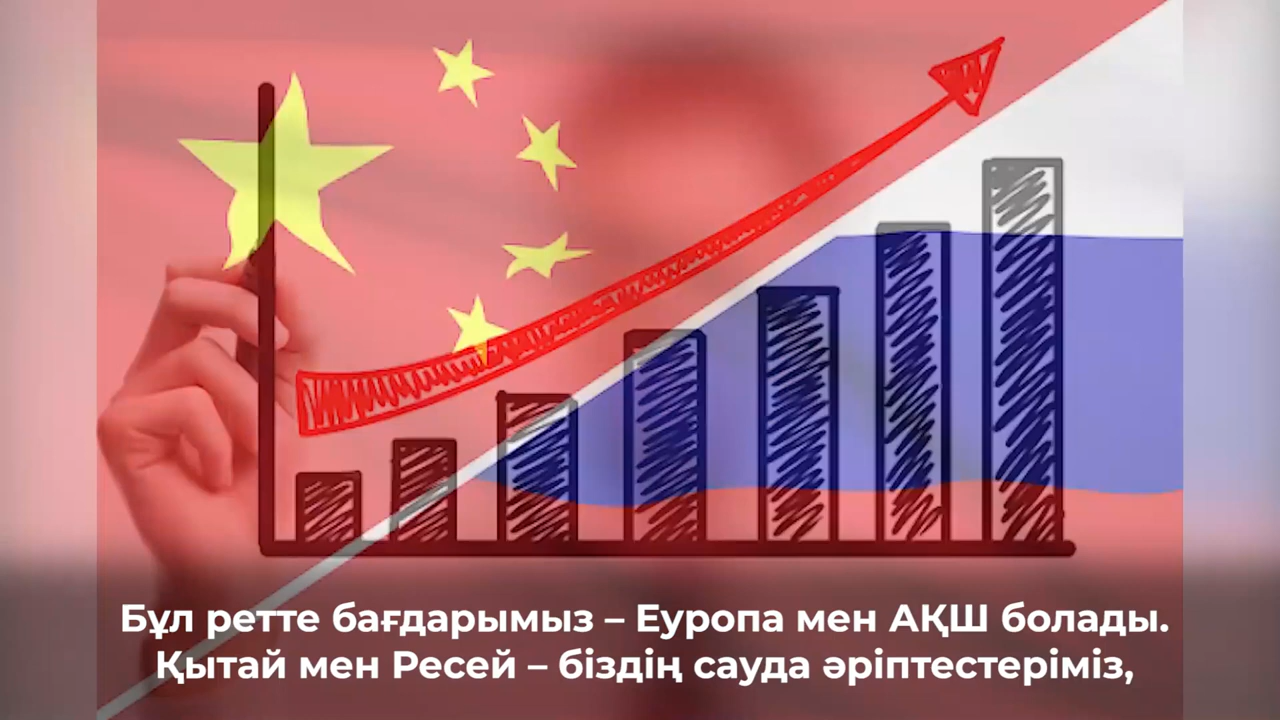 Бұл ретте бағдарымыз – Еуропа мен АҚШ болады.
Қытай мен Ресей – біздің сауда әріптестеріміз,